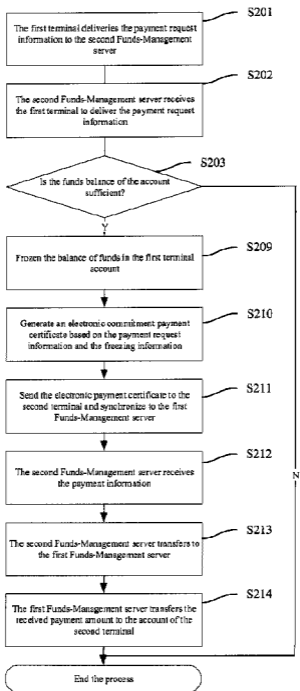 S201
The first terminal deliveries the payment request
information to the second Funds-Management
server
S202
The second Funds-Management server receives
the first terminal to deliver the payment request
information
S203
Is the funds balance of the account
sufficient?
Y
S209
Frozen the balance of funds in the first terminal
account
S210
Generate an electronic commitment payment
certificate based on the payment request
information and the freezing information
S211
Send the electronic payment certificate to the
second terminal and synchronize to the first
Funds-Management server
S212
The second Funds-Management server receives
the payment information
N
S213
The second Funds-Management server transfers to
the first Funds-Management server
S214
The first Funds-Management server transfers the
received payment amount to the account of the
second terminal
End the process